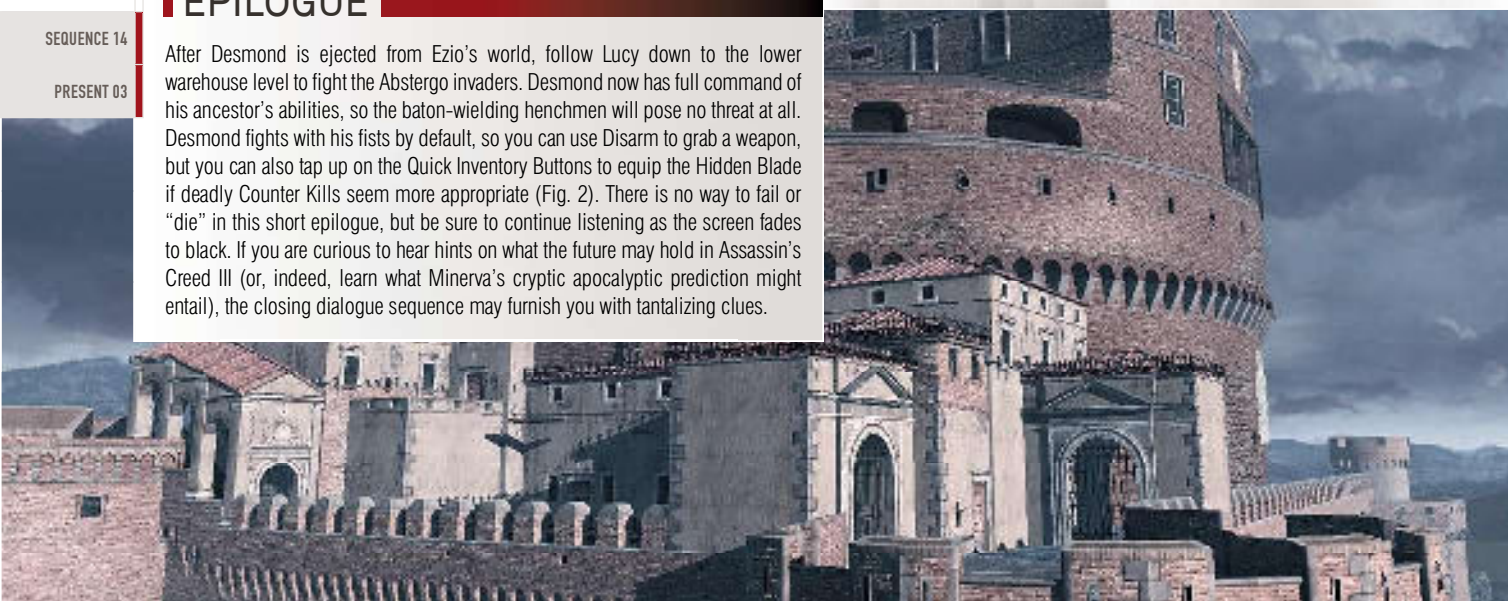 EPILOGUE
SEQUENCE 14
PRESENT 03
After Desmond is ejected from Ezio’s world, follow Lucy down to the lower
warehouse level to fight the Abstergo invaders. Desmond now has full command of
his ancestor’s abilities, so the baton-wielding henchmen will pose no threat at all.
Desmond fights with his fists by default, so you can use Disarm to grab a weapon,
but you can also tap up on the Quick Inventory Buttons to equip the Hidden Blade
if deadly Counter Kills seem more appropriate (Fig. 2). There is no way to fail or
“die” in this short epilogue, but be sure to continue listening as the screen fades
to black. If you are curious to hear hints on what the future may hold in Assassin’s
Creed III (or, indeed, learn what Minerva’s cryptic apocalyptic prediction might
entail), the closing dialogue sequence may furnish you with tantalizing clues.